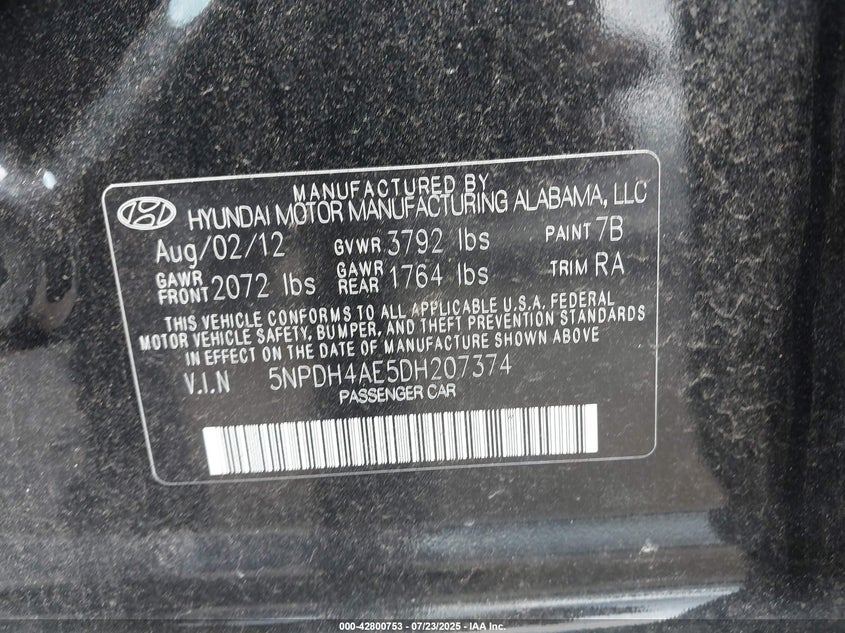 MANUFACTURED BY
HYUNDAI MOTOR MANUFACTURING ALABAMA, LLC
Aug/02/12 GVWR 3792 lbs PAINT 7B
GAWR FRONT 2072 lbs GAWR REAR 1764 lbs TRIM RA
THIS VEHICLE CONFORMS TO ALL APPLICABLE U.S.A. FEDERAL
MOTOR VEHICLE SAFETY, BUMPER, AND THEFT PREVENTION STANDARDS
IN EFFECT ON THE DATE OF MANUFACTURE SHOWN ABOVE
V.I.N 5NPDH4AE5DH207374
PASSENGER CAR
000-42800753 - 07/23/2025 - IAA Inc.